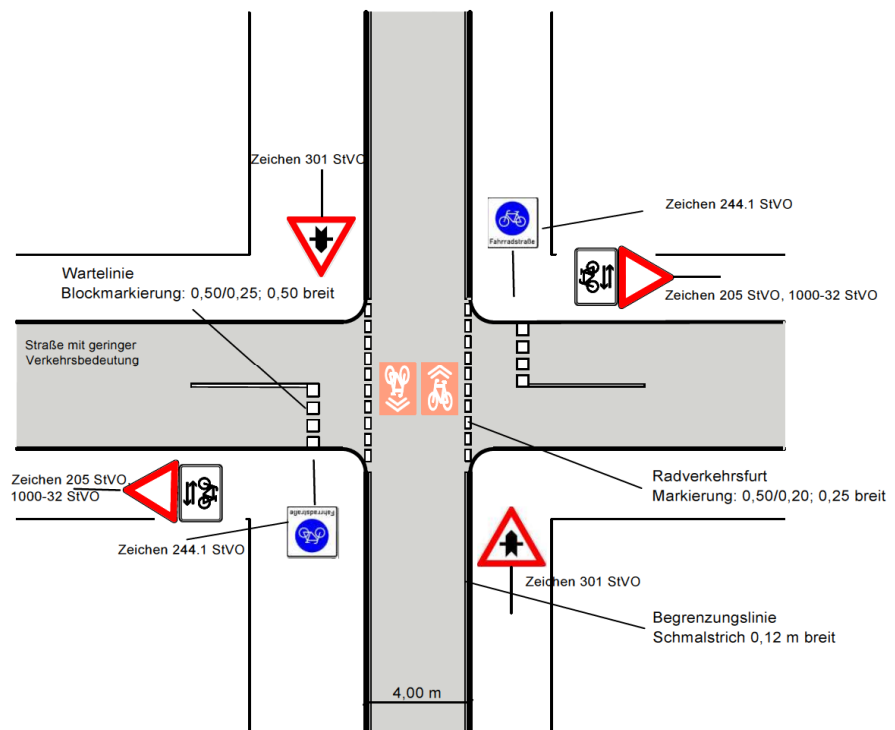 Zeichen 301 StVO
Zeichen 244.1 StVO
Fahrradstraße
Wartelinie
Blockmarkierung: 0,50/0,25; 0,50 breit
Zeichen 205 StVO, 1000-32 StVO
Straße mit geringer
Verkehrsbedeutung
Zeichen 205 StVO,
1000-32 StVO
Radverkehrsfurt
Markierung: 0,50/0,20; 0,25 breit
Fahrradstraße
Zeichen 244.1 StVO
Zeichen 301 StVO
Begrenzungslinie
Schmalstrich 0,12 m breit
4,00 m